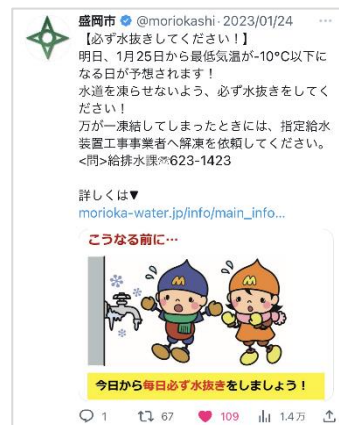 盛岡市 @moriokashi · 2023/01/24 ···
【必ず水抜きしてください！】
明日、1月25日から最低気温が-10°C以下に
なる日が予想されます！
水道を凍らせないよう、必ず水抜きをしてく
ださい！
万が一凍結してしまったときには、指定給水
装置工事事業者へ解凍を依頼してください。
<問>給排水課☏623-1423
詳しくは▼
morioka-water.jp/info/main_info...
こうなる前に…
M
M
今日から毎日必ず水抜きをしましょう！
1 67 109 1.4万